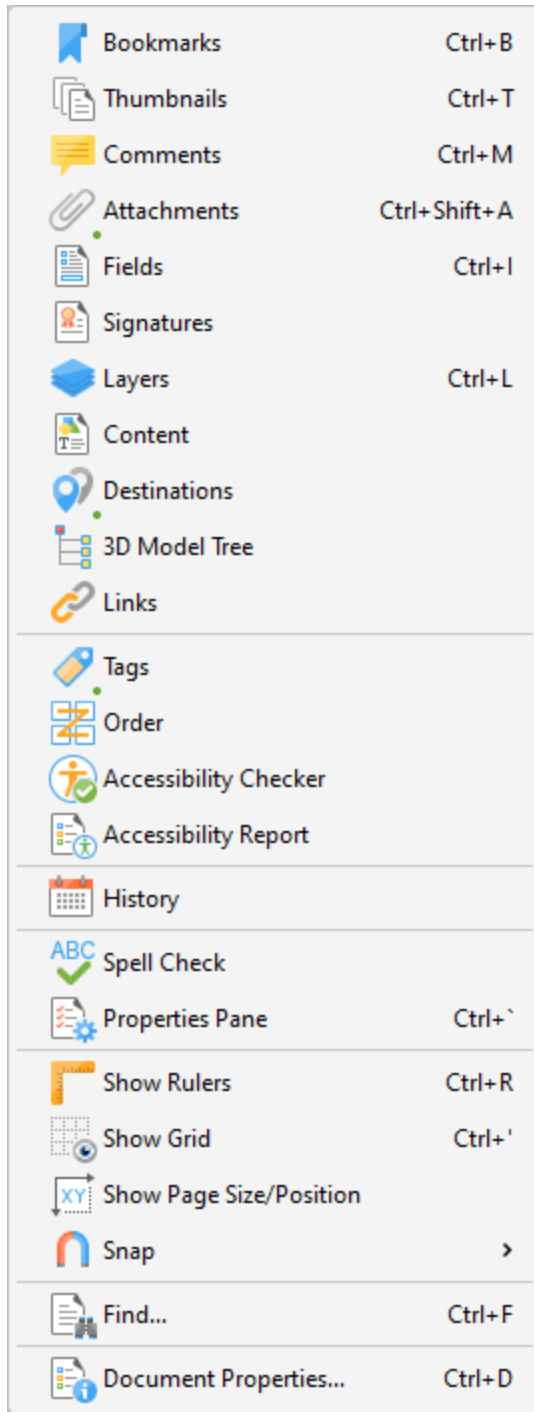 Bookmarks Ctrl+B
Thumbnails Ctrl+T
Comments Ctrl+M
Attachments Ctrl+Shift+A
Fields Ctrl+I
Signatures
Layers Ctrl+L
Content
Destinations
3D Model Tree
Links
Tags
Order
Accessibility Checker
Accessibility Report
History
ABC Spell Check
Properties Pane Ctrl+`
Show Rulers Ctrl+R
Show Grid Ctrl+'
XY Show Page Size/Position
Snap
Find... Ctrl+F
Document Properties... Ctrl+D